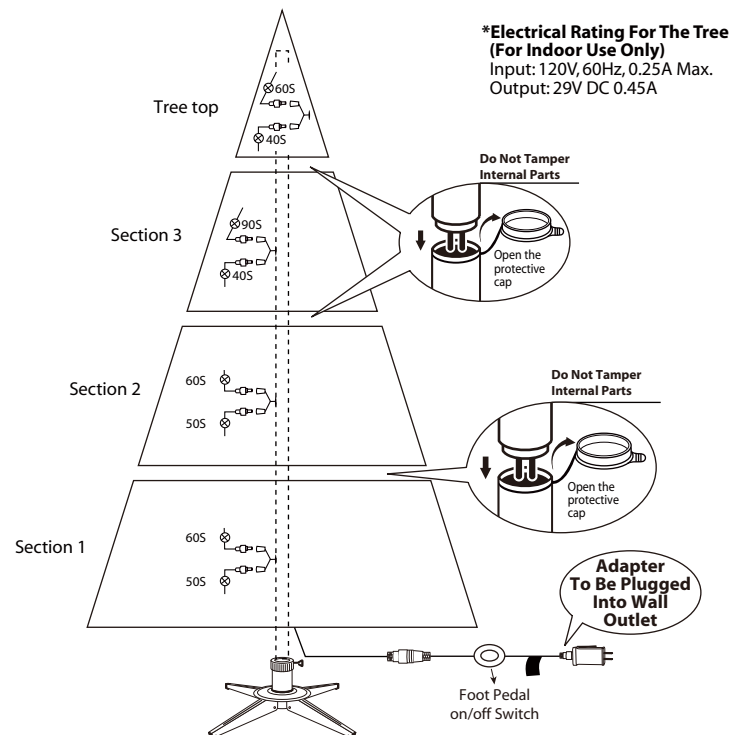 *Electrical Rating For The Tree
(For Indoor Use Only)
Input: 120V, 60Hz, 0.25A Max.
Output: 29V DC 0.45A
Tree top
60S
40S
Do Not Tamper
Internal Parts
Open the
protective
cap
Section 3
90S
40S
Section 2
60S
50S
Do Not Tamper
Internal Parts
Open the
protective
cap
Section 1
60S
50S
Adapter
To Be Plugged
Into Wall
Outlet
Foot Pedal
on/off Switch